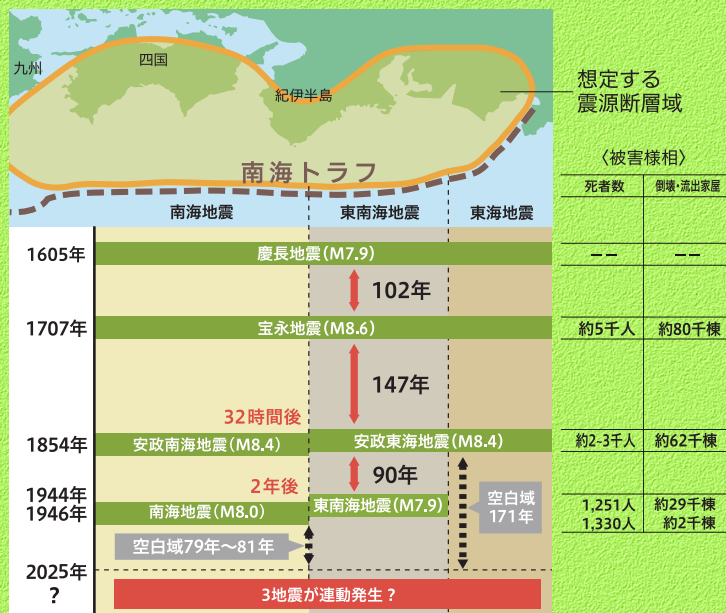 九州
四国
紀伊半島
想定する
震源断層域
南海トラフ
〈被害様相〉
死者数 倒壊・流出家屋
南海地震 東南海地震 東海地震
1605年 慶長地震(M7.9) −− −−
102年
1707年 宝永地震(M8.6) 約5千人 約80千棟
147年
32時間後
1854年 安政南海地震(M8.4) 安政東海地震(M8.4) 約2~3千人 約62千棟
90年
2年後
空白域
171年
1944年 東南海地震(M7.9) 1,251人 約29千棟
1946年 南海地震(M8.0) 1,330人 約2千棟
空白域79年～81年
2025年
?
3地震が連動発生?